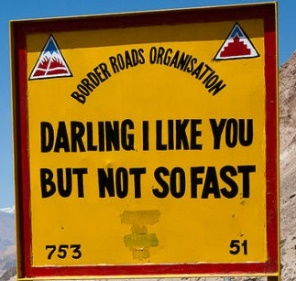 BORDER ROADS ORGANISATION
DARLING I LIKE YOU
BUT NOT SO FAST
753 51